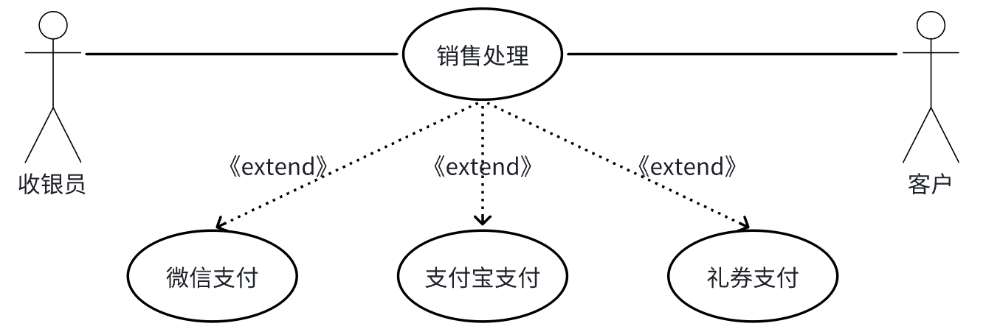 销售处理
《extend》
《extend》
《extend》
收银员
客户
微信支付
支付宝支付
礼券支付